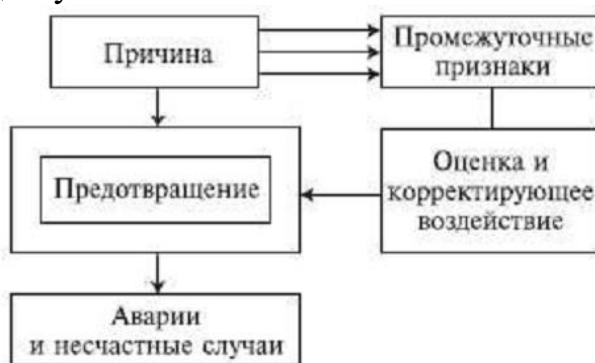 Причина
Промежуточные
признаки
Предотвращение
Оценка и
корректирующее
воздействие
Аварии
и несчастные случаи